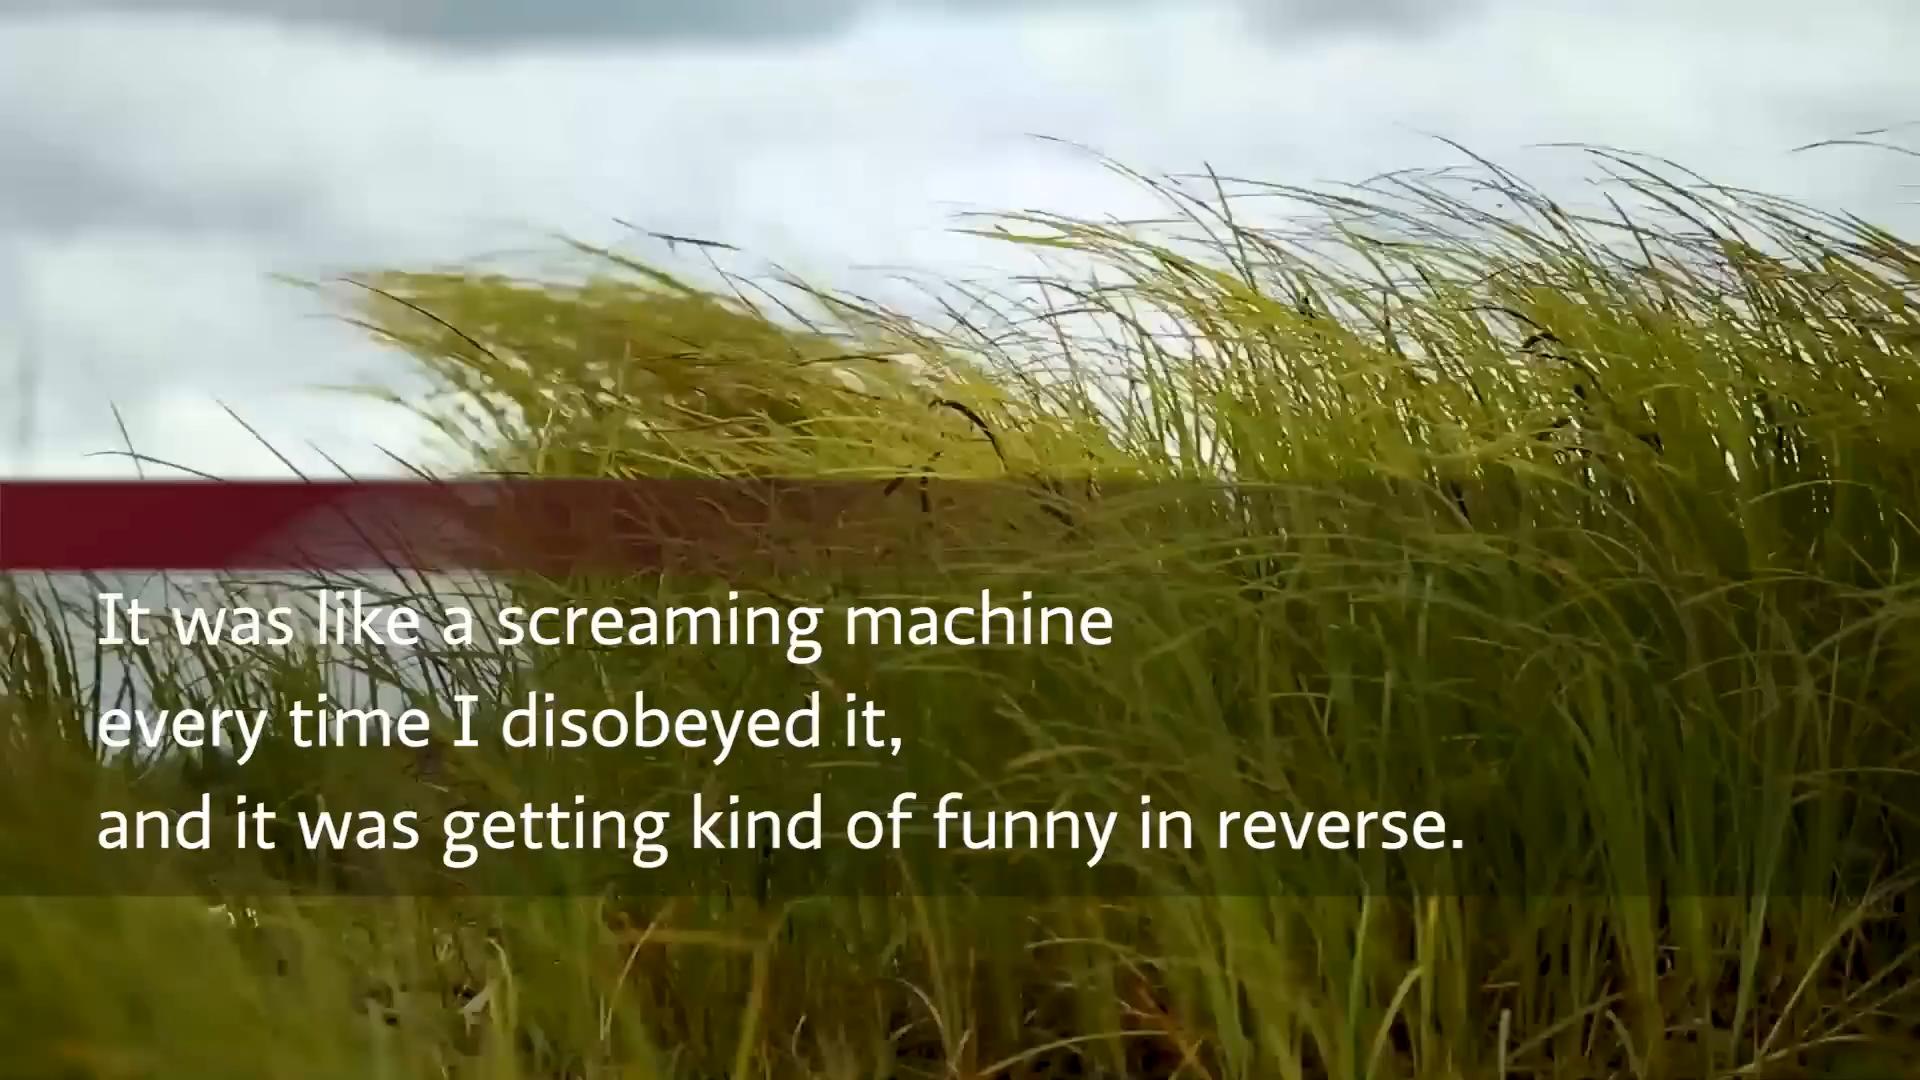 It was like a screaming machine
every time I disobeyed it,
and it was getting kind of funny in reverse.